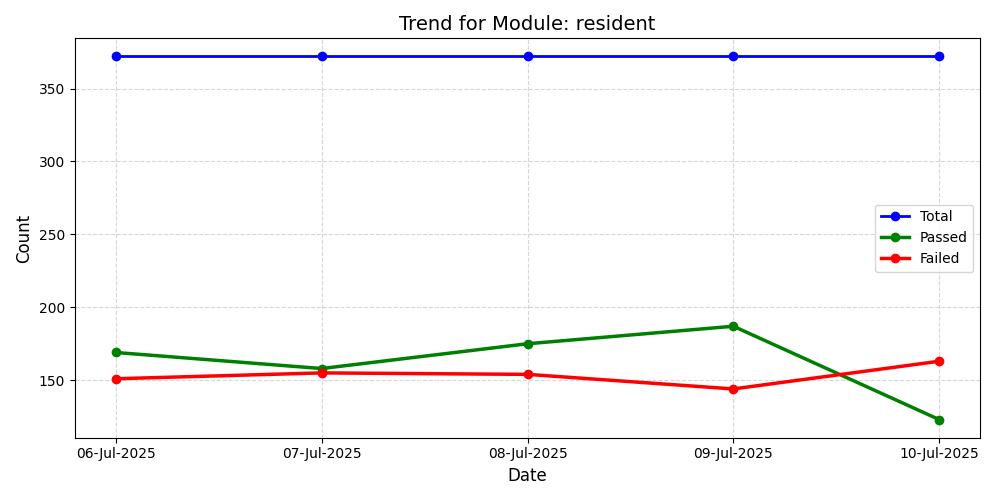 Trend for Module: resident
Count
350
300
250
200
150
Total
Passed
Failed
06-Jul-2025 07-Jul-2025 08-Jul-2025 09-Jul-2025 10-Jul-2025
Date